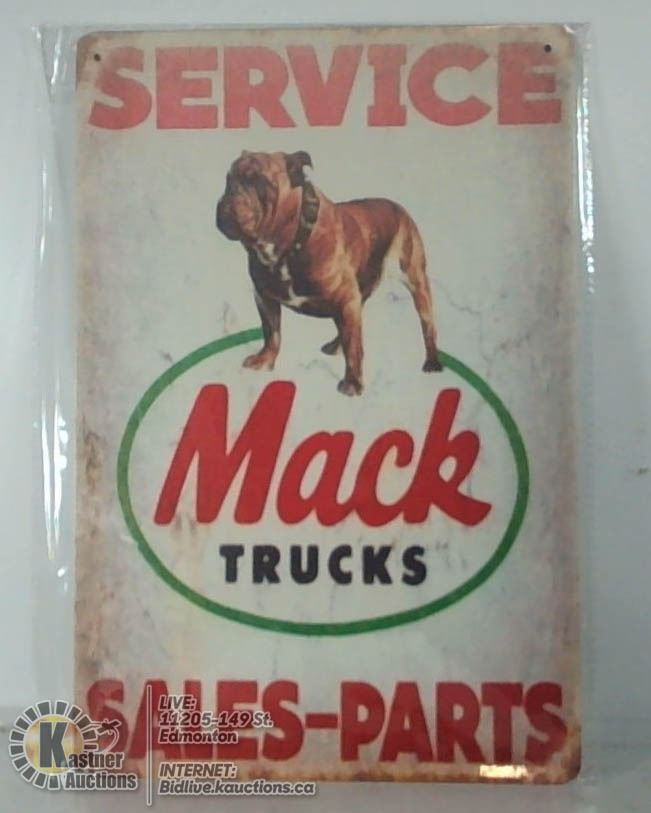 SERVICE
Mack
TRUCKS
SALES-PARTS
Kastner
Auctions
LIVE:
11205-149 St.
Edmonton
INTERNET:
Bidlive.kauctions.ca